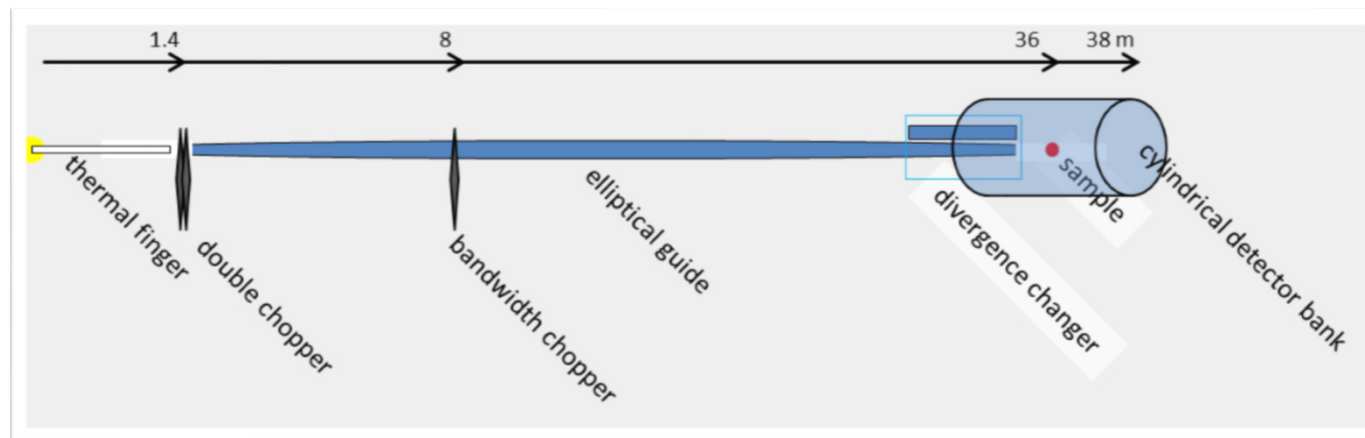 1.4
8
36
38 m
thermal finger
double chopper
bandwidth chopper
elliptical guide
divergence changer
sample
cylindrical detector bank